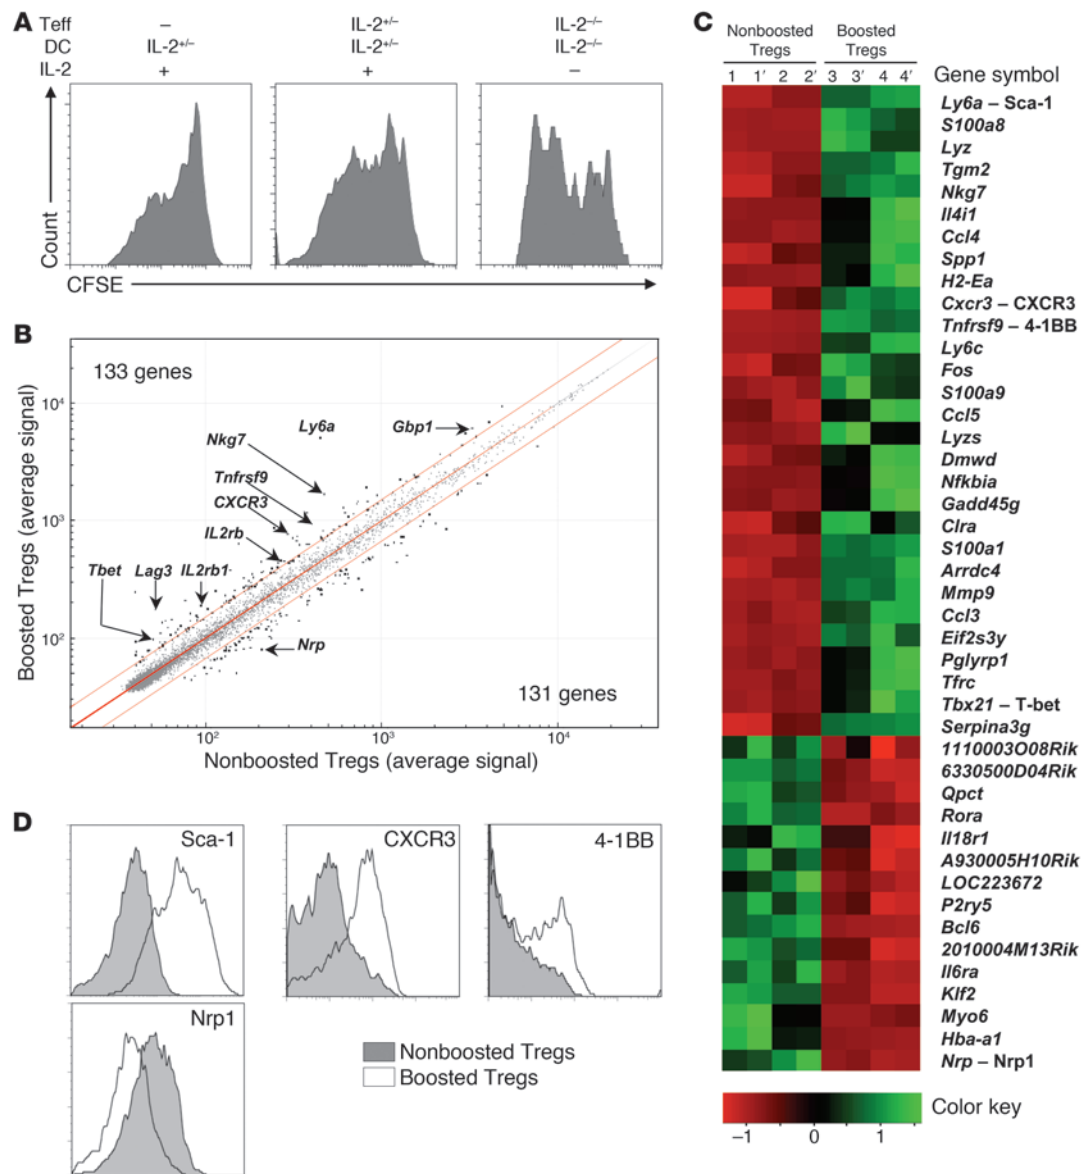 A
Teff – IL-2+/– IL-2–/–
DC IL-2+/– IL-2+/– IL-2–/–
IL-2 + + –
Count
CFSE
B
133 genes
Ly6a
Gbp1
Nkg7
Tnfrsf9
CXCR3
IL2rb
Tbet Lag3 IL2rb1
Nrp
131 genes
10⁴
10³
10²
Boosted Tregs (average signal)
10² 10³ 10⁴
Nonboosted Tregs (average signal)
C
Nonboosted Tregs Boosted Tregs
1 1′ 2 2′ 3 3′ 4 4′ Gene symbol
Ly6a – Sca-1
S100a8
Lyz
Tgm2
Nkg7
Il4i1
Ccl4
Spp1
H2-Ea
Cxcr3 – CXCR3
Tnfrsf9 – 4-1BB
Ly6c
Fos
S100a9
Ccl5
Lyzs
Dmwd
Nfkbia
Gadd45g
Clra
S100a1
Arrdc4
Mmp9
Ccl3
Eif2s3y
Pglyrp1
Tfrc
Tbx21 – T-bet
Serpina3g
1110003O08Rik
6330500D04Rik
Qpct
Rora
Il18r1
A930005H10Rik
LOC223672
P2ry5
Bcl6
2010004M13Rik
Il6ra
Klf2
Myo6
Hba-a1
Nrp – Nrp1
Color key
–1 0 1
D
Sca-1
CXCR3
4-1BB
Nrp1
Nonboosted Tregs
Boosted Tregs